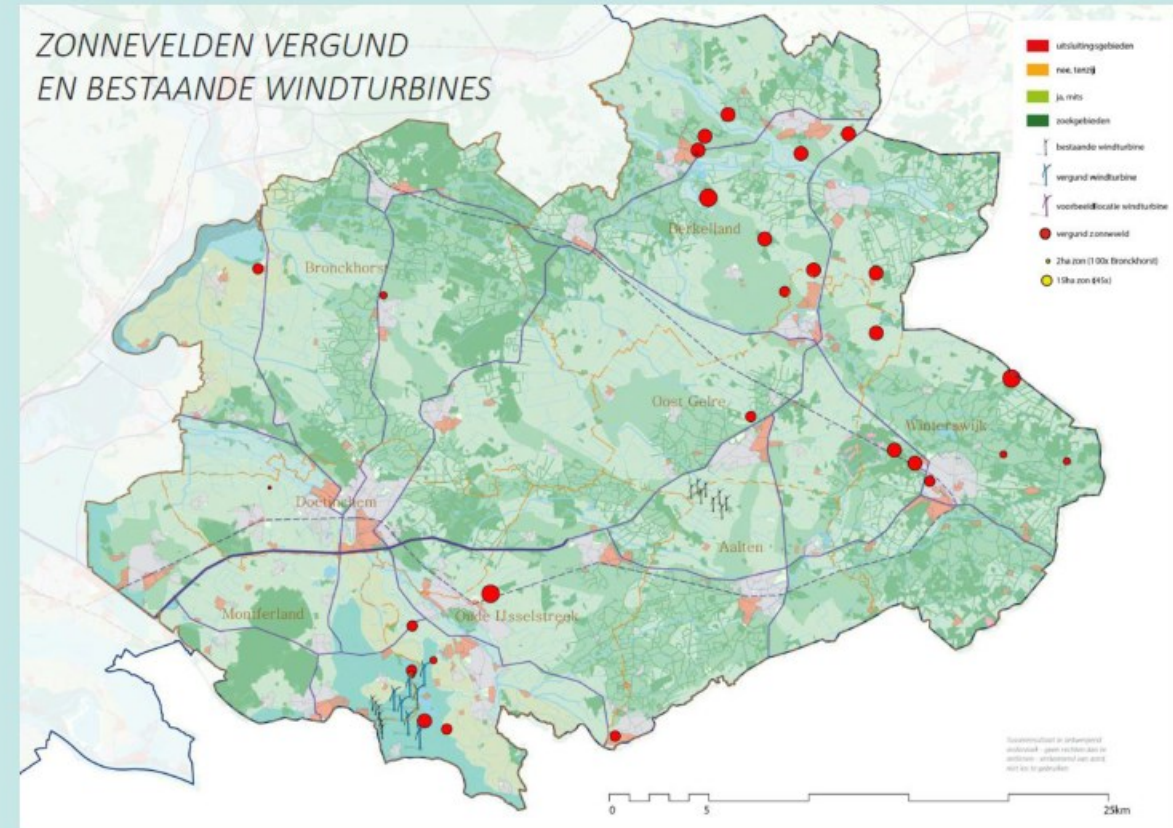 ZONNEVELDEN VERGUND
EN BESTAANDE WINDTURBINES
uitsluitingsgebieden
nee, tenzij
ja, mits
zoekgebieden
bestaande windturbine
vergund windturbine
voorbeeldlocatie windturbine
vergund zonneveld
2ha zon (100x Bronckhorst)
15ha zon (45x)
Berkelland
Bronckhorst
Oost Gelre
Winterswijk
Doetinchem
Aalten
Montferland
Oude IJsselstreek
0 5 25km